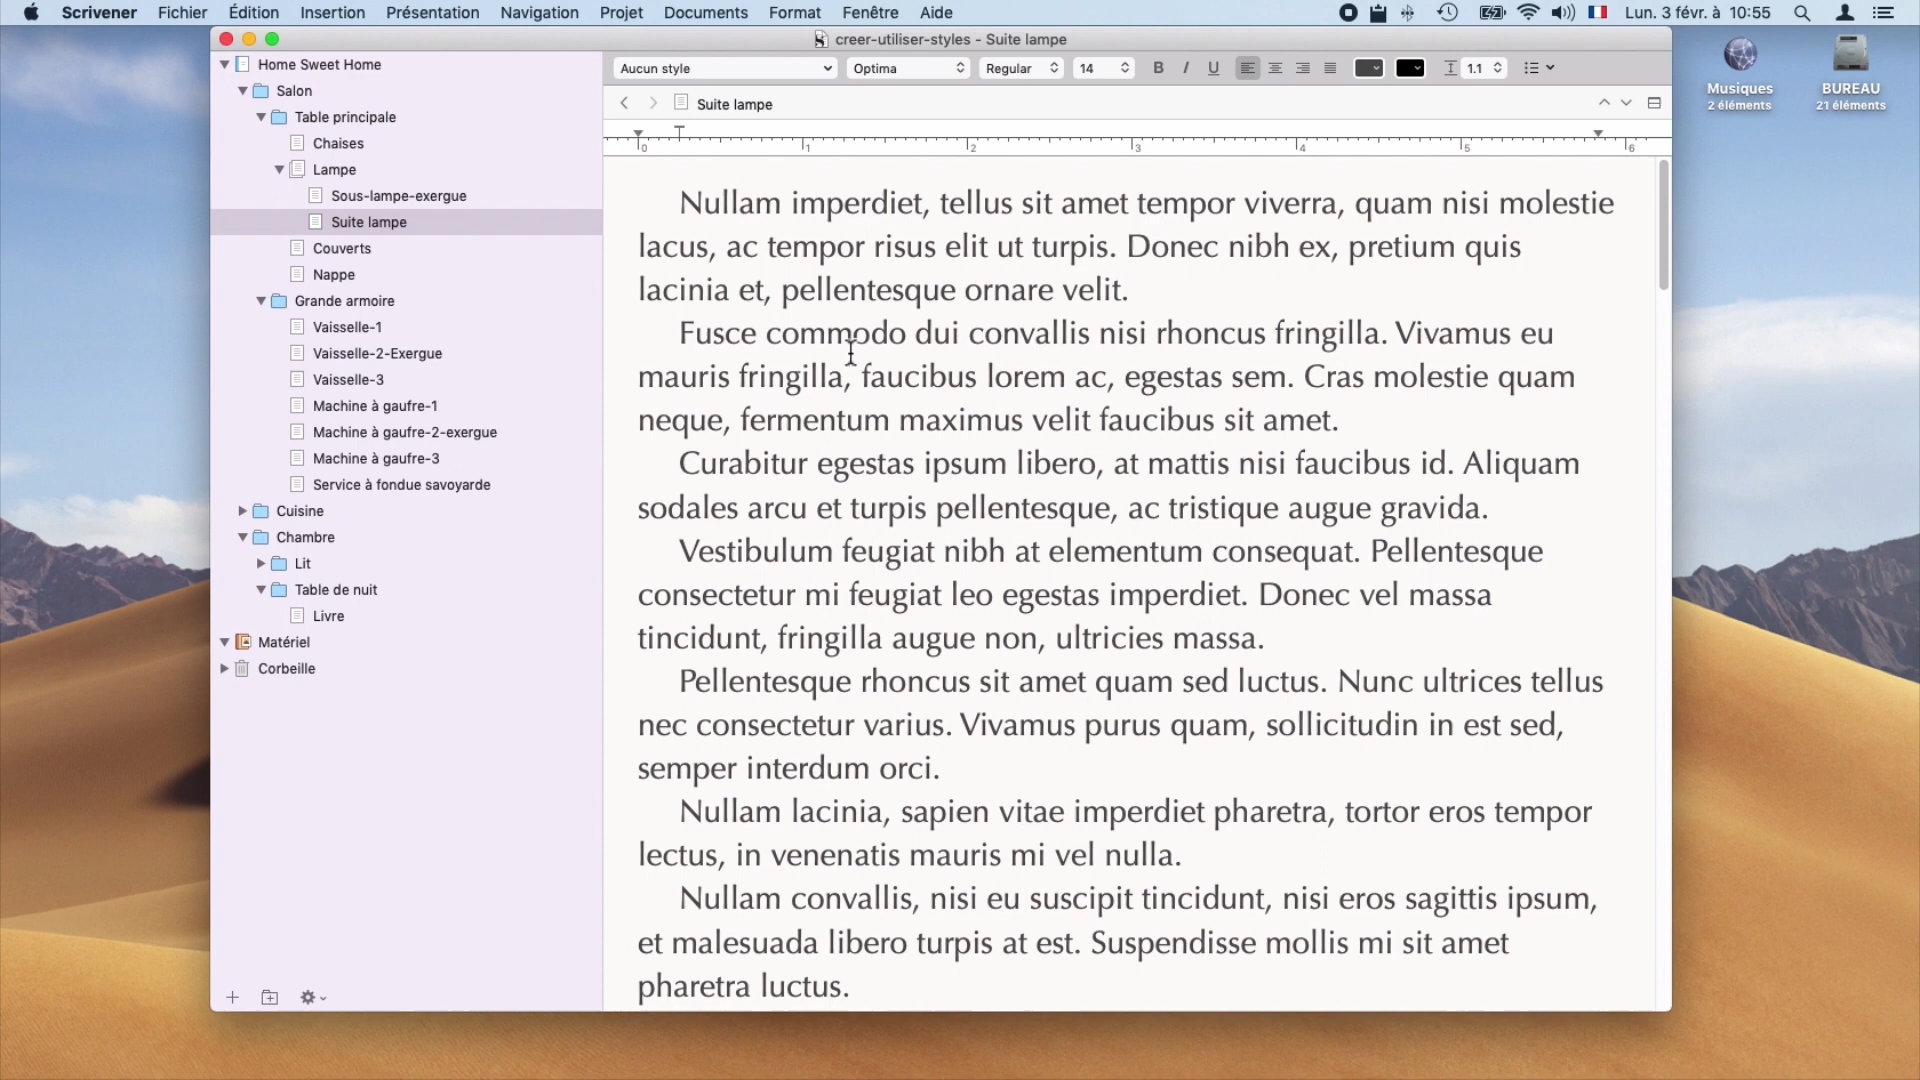 Scrivener Fichier Édition Insertion Présentation Navigation Projet Documents Format Fenêtre Aide Lun. 3 févr. à 10:55
creer-utiliser-styles - Suite lampe
Aucun style Optima Regular 14 B I U 1.1
Suite lampe
0 1 2 3 4 5 6
Home Sweet Home
Salon
Table principale
Chaises
Lampe
Sous-lampe-exergue
Suite lampe
Couverts
Nappe
Grande armoire
Vaisselle-1
Vaisselle-2-Exergue
Vaisselle-3
Machine à gaufre-1
Machine à gaufre-2-exergue
Machine à gaufre-3
Service à fondue savoyarde
Cuisine
Chambre
Lit
Table de nuit
Livre
Matériel
Corbeille
Nullam imperdiet, tellus sit amet tempor viverra, quam nisi molestie
lacus, ac tempor risus elit ut turpis. Donec nibh ex, pretium quis
lacinia et, pellentesque ornare velit.
Fusce commodo dui convallis nisi rhoncus fringilla. Vivamus eu
mauris fringilla, faucibus lorem ac, egestas sem. Cras molestie quam
neque, fermentum maximus velit faucibus sit amet.
Curabitur egestas ipsum libero, at mattis nisi faucibus id. Aliquam
sodales arcu et turpis pellentesque, ac tristique augue gravida.
Vestibulum feugiat nibh at elementum consequat. Pellentesque
consectetur mi feugiat leo egestas imperdiet. Donec vel massa
tincidunt, fringilla augue non, ultricies massa.
Pellentesque rhoncus sit amet quam sed luctus. Nunc ultrices tellus
nec consectetur varius. Vivamus purus quam, sollicitudin in est sed,
semper interdum orci.
Nullam lacinia, sapien vitae imperdiet pharetra, tortor eros tempor
lectus, in venenatis mauris mi vel nulla.
Nullam convallis, nisi eu suscipit tincidunt, nisi eros sagittis ipsum,
et malesuada libero turpis at est. Suspendisse mollis mi sit amet
pharetra luctus.
Musiques
2 éléments
BUREAU
21 éléments